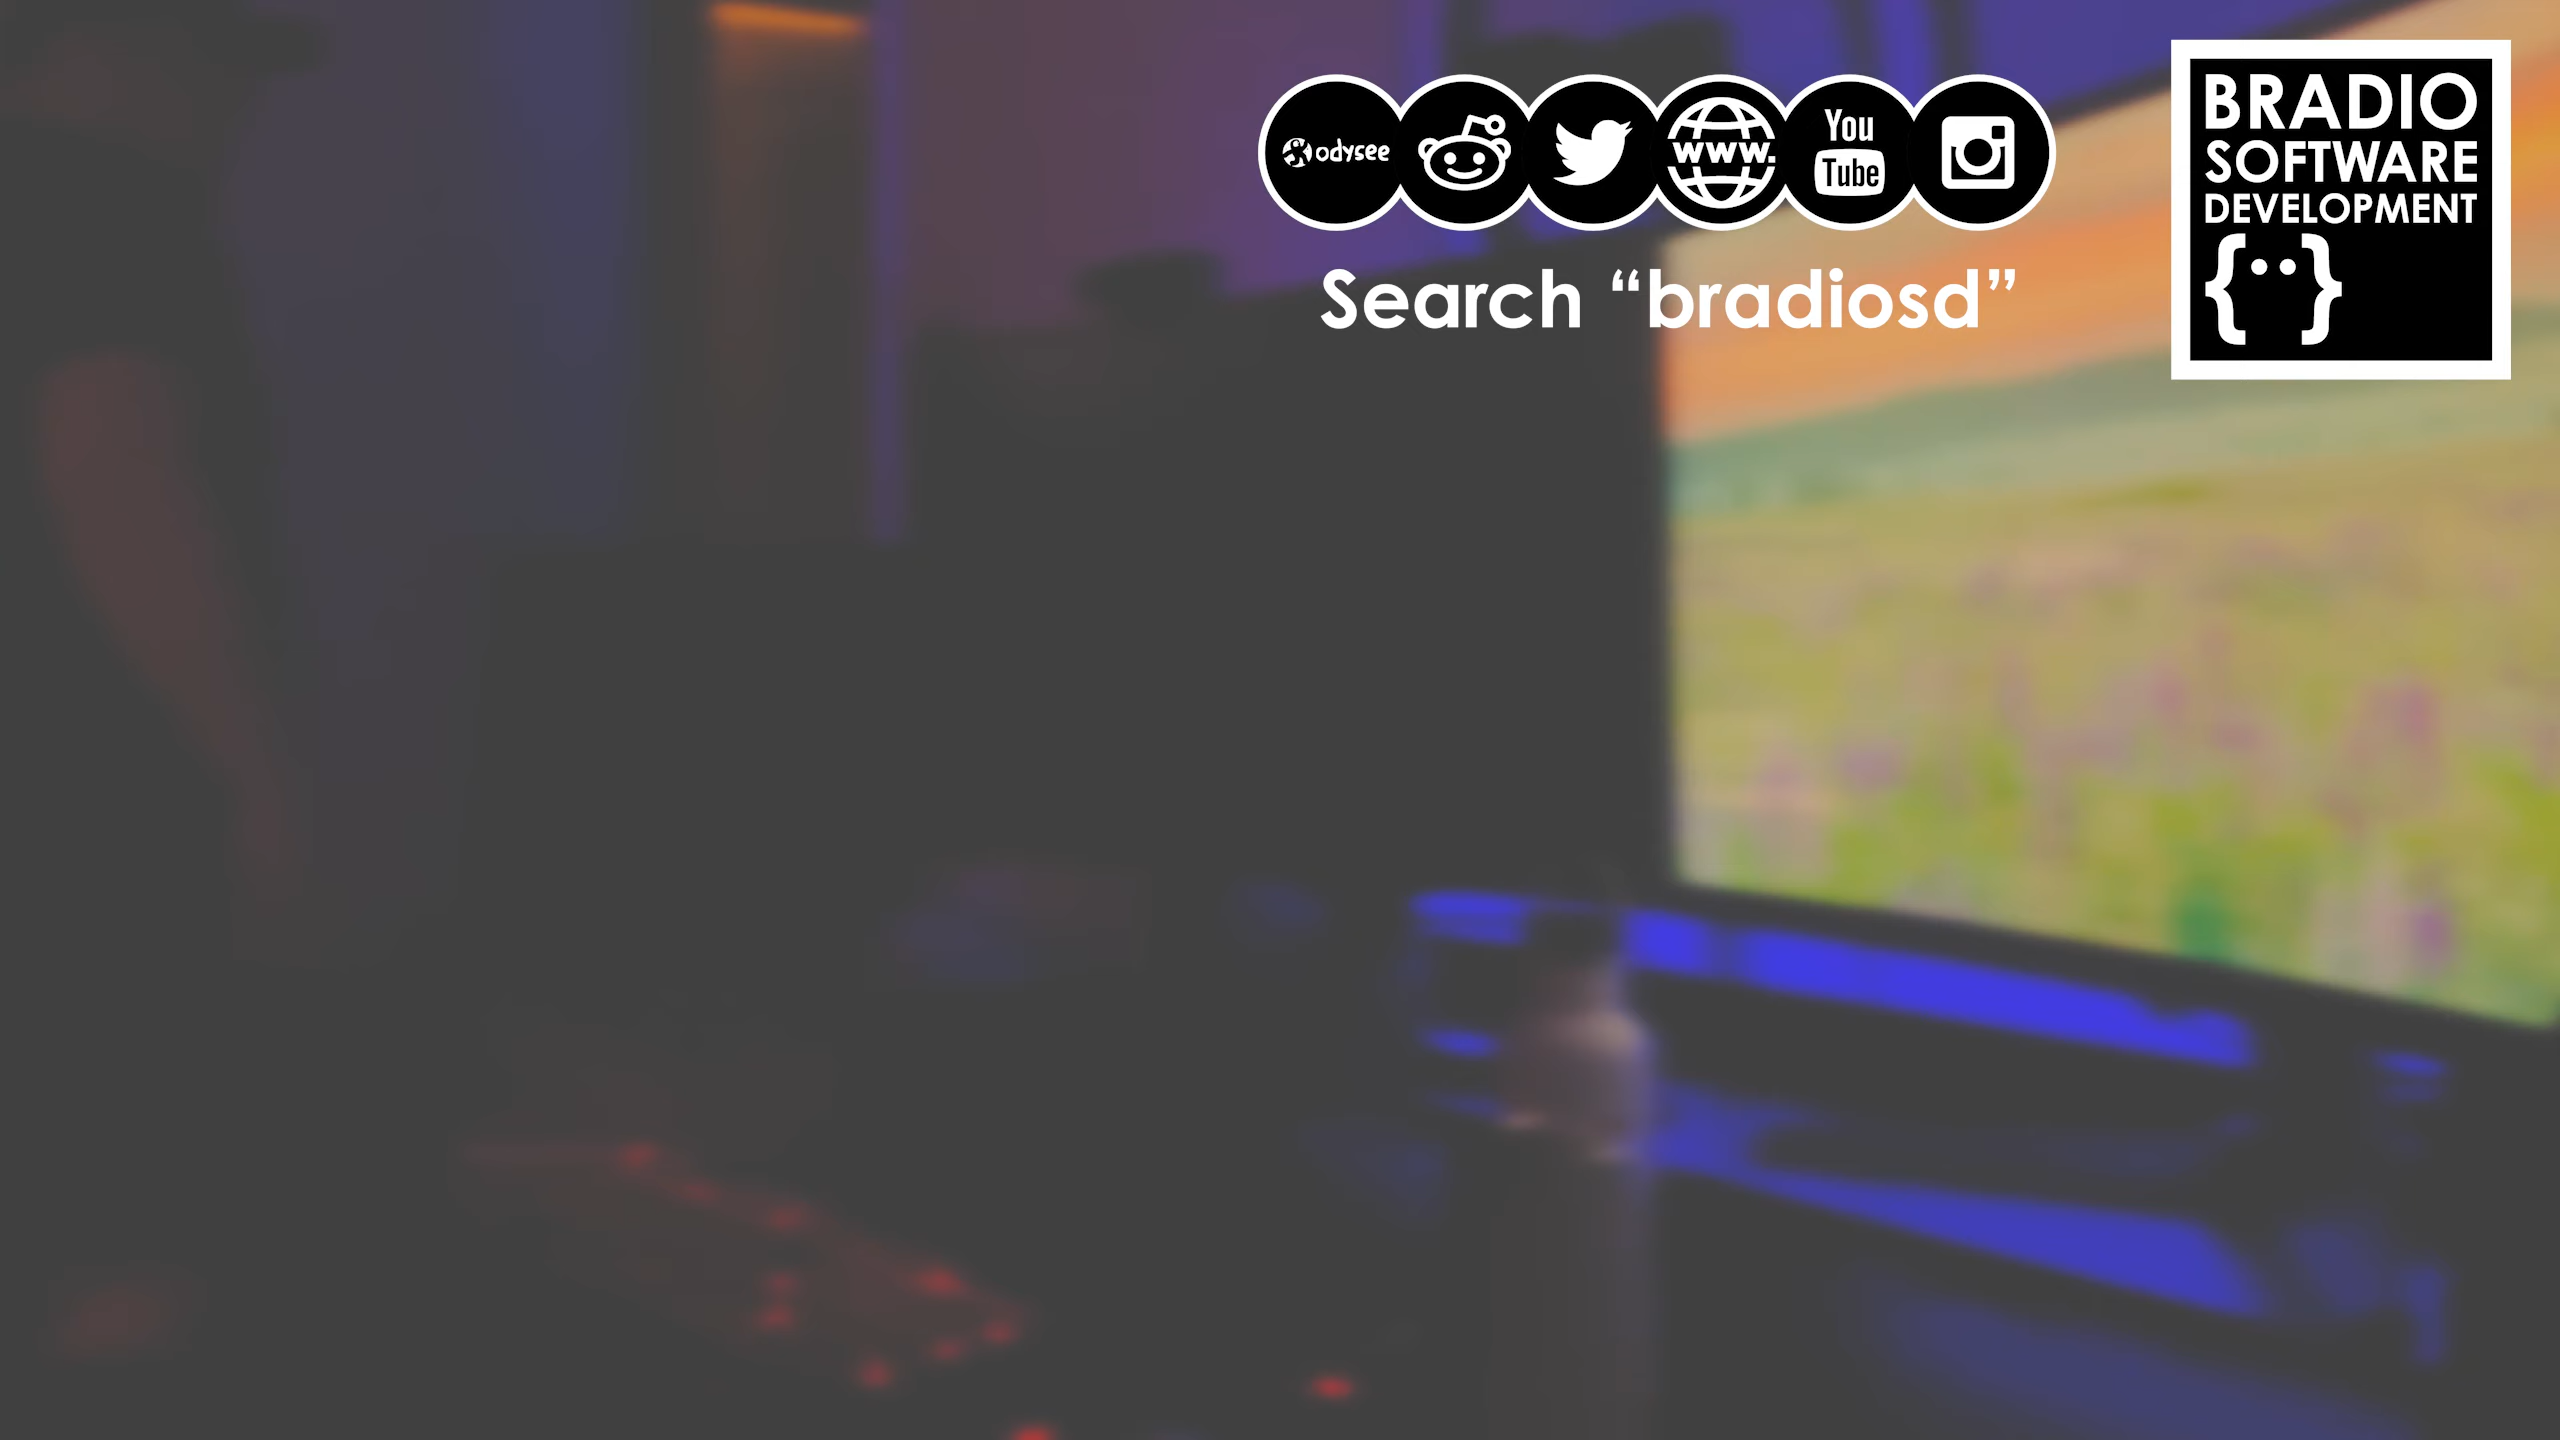 odysee
www.
You
Tube
Search “bradiosd”
BRADIO
SOFTWARE
DEVELOPMENT
{••}